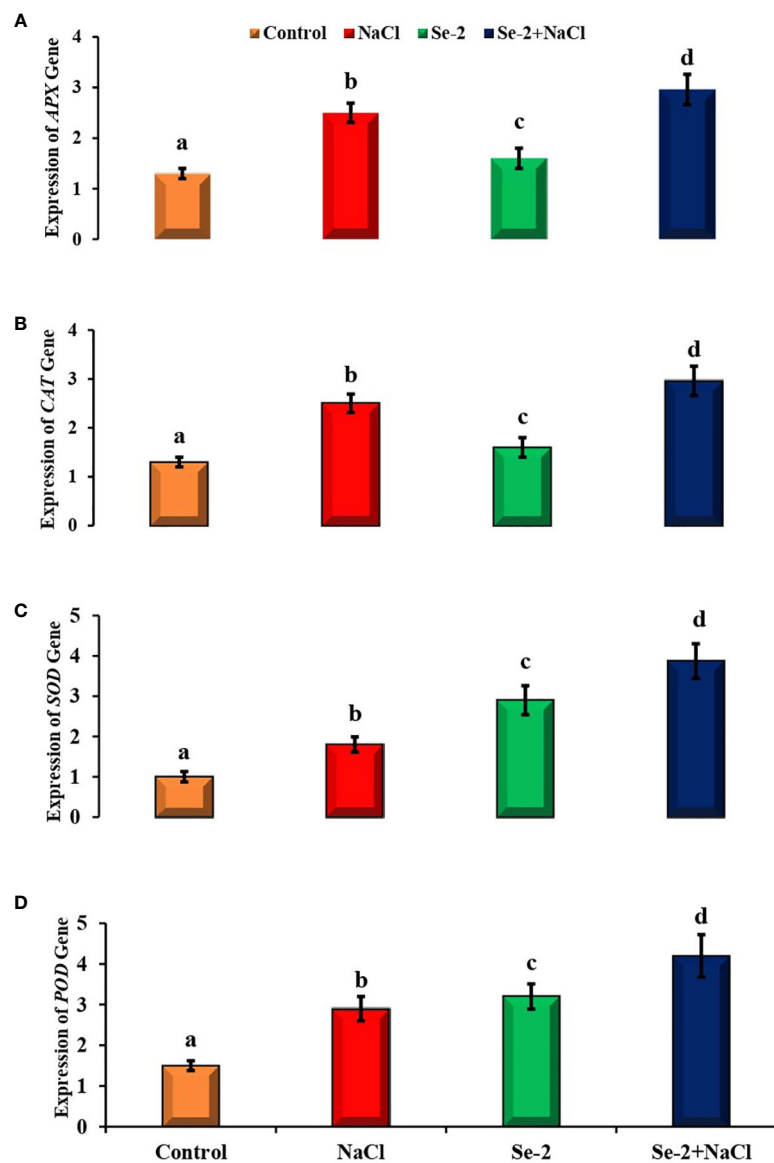 A
Control NaCl Se-2 Se-2+NaCl
Expression of APX Gene
4
3
2
1
0
a
b
c
d
B
Expression of CAT Gene
4
3
2
1
0
a
b
c
d
C
Expression of SOD Gene
5
4
3
2
1
0
a
b
c
d
D
Expression of POD Gene
5
4
3
2
1
0
a
b
c
d
Control NaCl Se-2 Se-2+NaCl